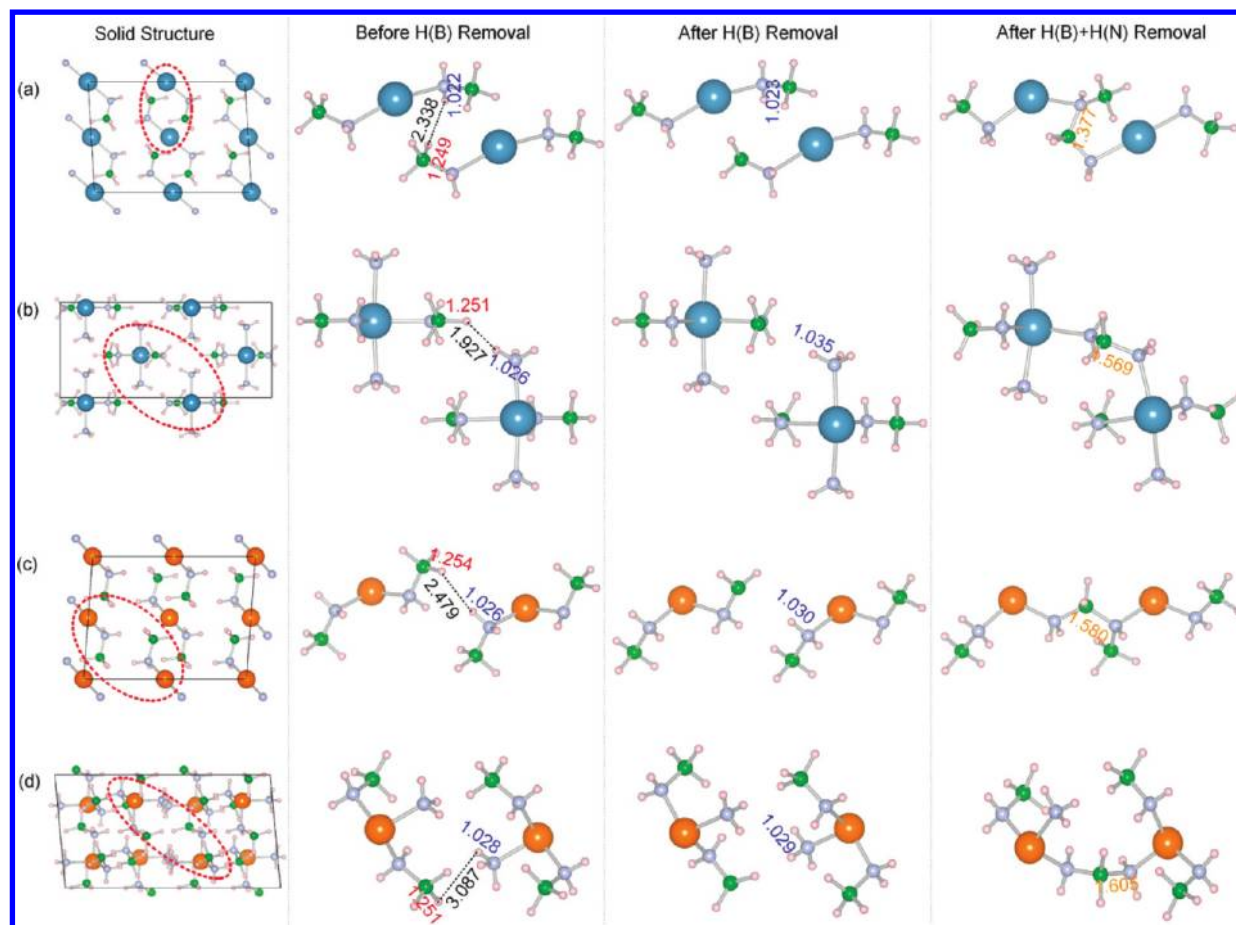 Solid Structure
Before H(B) Removal
After H(B) Removal
After H(B)+H(N) Removal
(a)
1.022
2.338
1.249
1.023
1.377
(b)
1.251
1.927
1.026
1.035
1.569
(c)
1.254
2.479
1.026
1.030
1.580
(d)
1.028
3.087
1.251
1.029
1.605